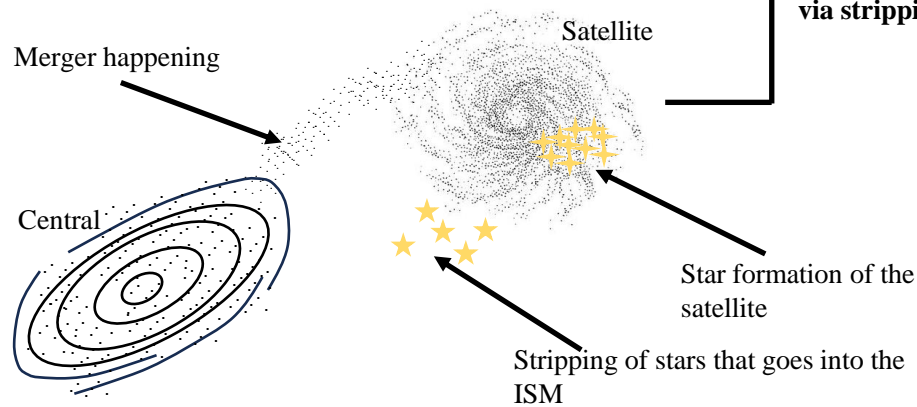 via strippi
Satellite
Merger happening
Central
Star formation of the
satellite
Stripping of stars that goes into the
ISM